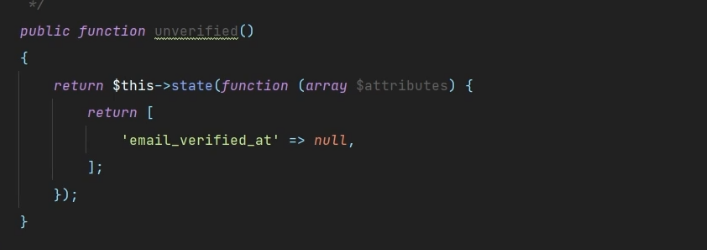 */
public function unverified()
{
    return $this->state(function (array $attributes) {
        return [
            'email_verified_at' => null,
        ];
    });
}